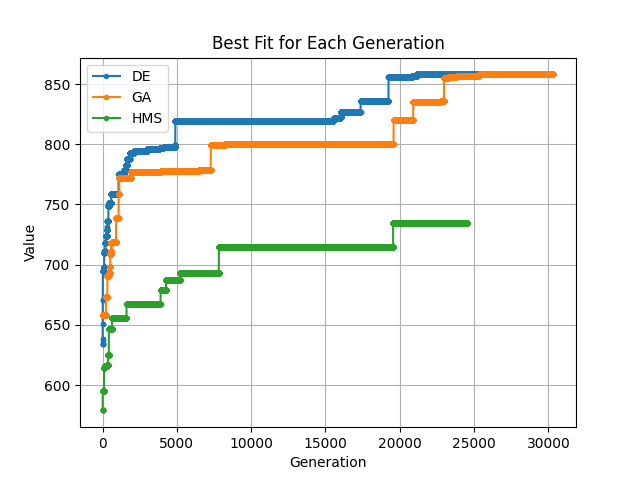 Best Fit for Each Generation
DE
GA
HMS
Value
850
800
750
700
650
600
0 5000 10000 15000 20000 25000 30000
Generation